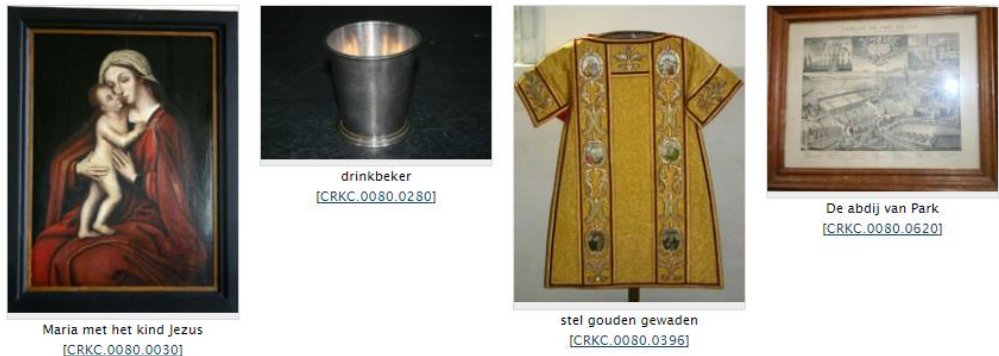 Maria met het kind Jezus
[CRKC.0080.0030]
drinkbeker
[CRKC.0080.0280]
stel gouden gewaden
[CRKC.0080.0396]
De abdij van Park
[CRKC.0080.0620]